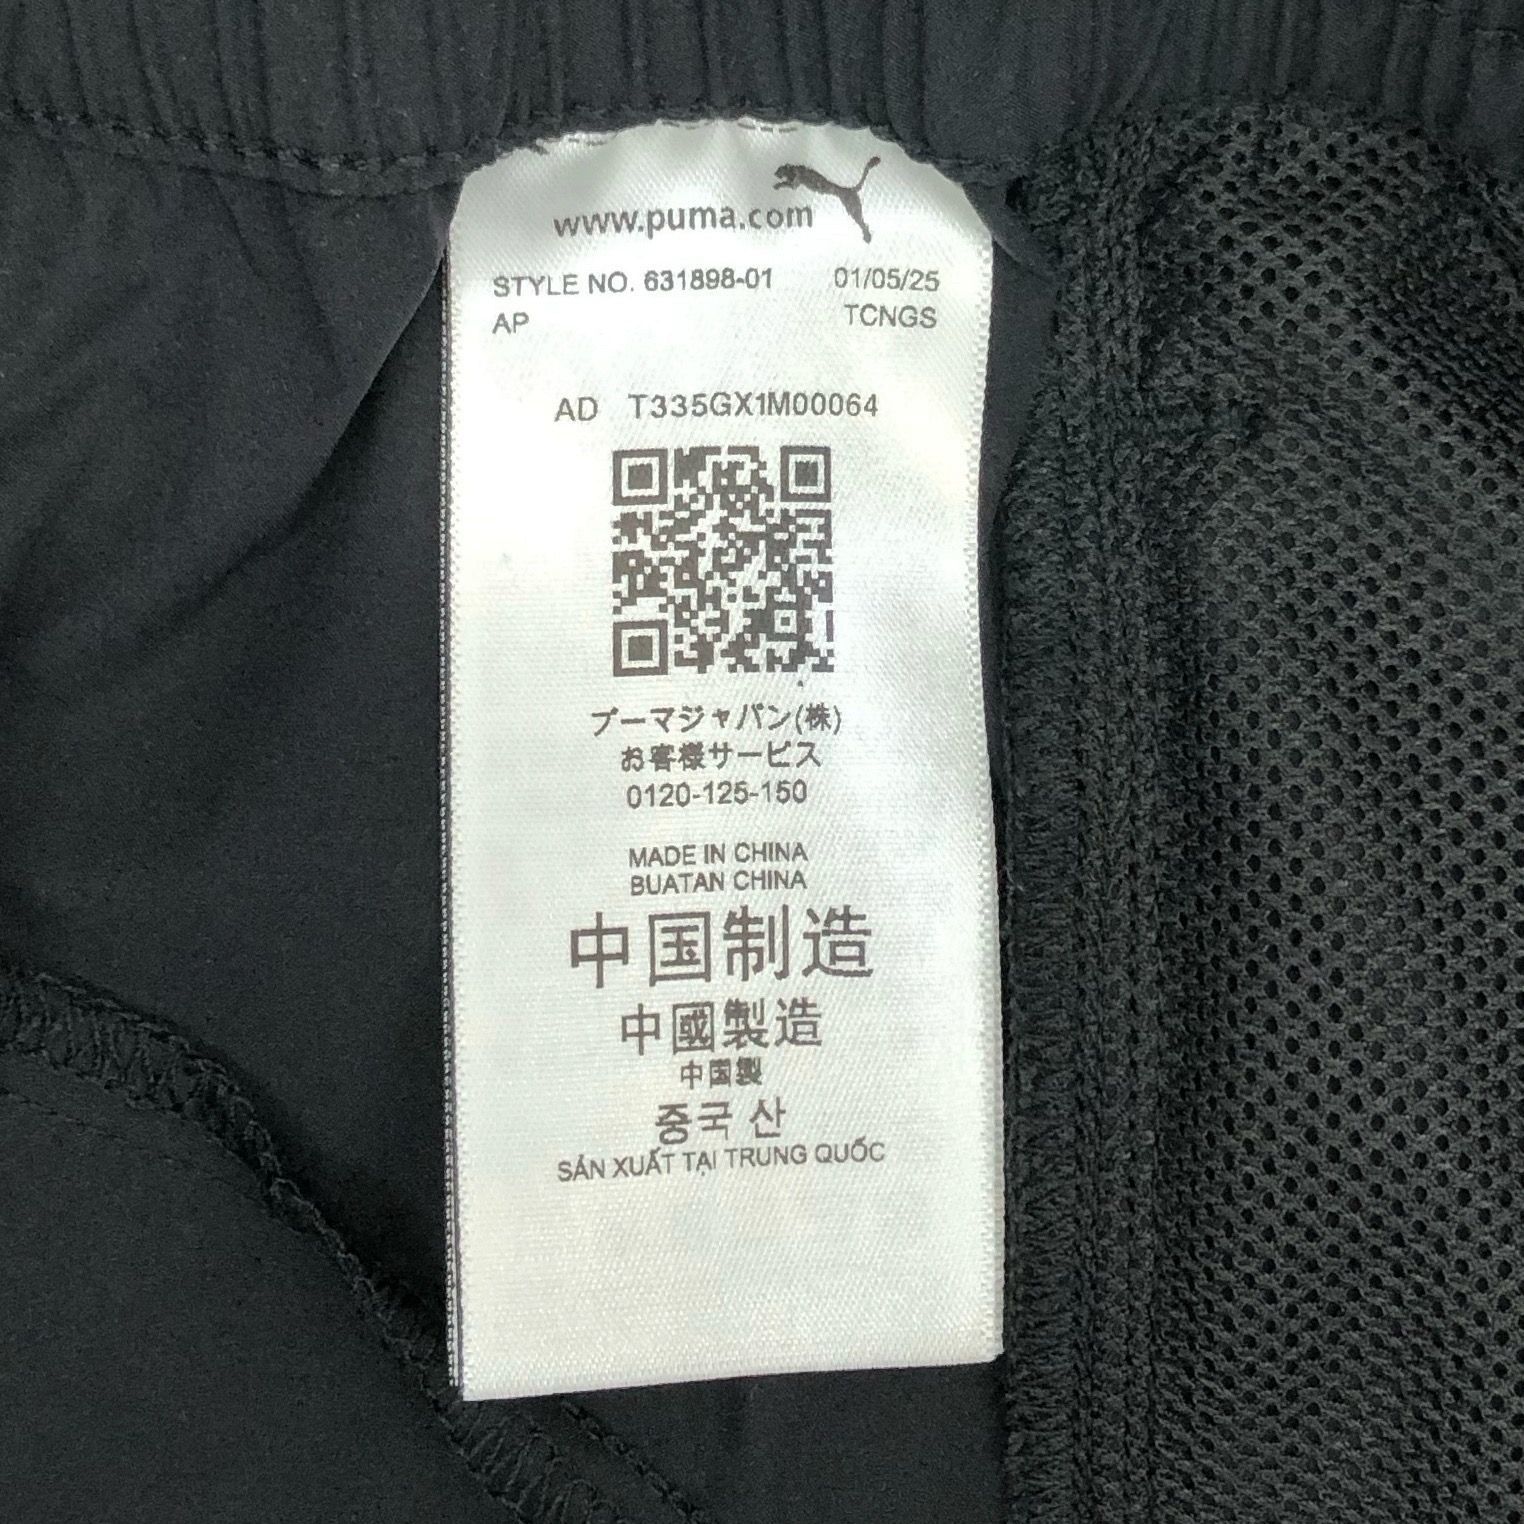 www.puma.com
STYLE NO. 631898-01 01/05/25
AP TCNGS
AD T335GX1M00064
プーマジャパン(株)
お客様サービス
0120-125-150
MADE IN CHINA
BUATAN CHINA
中国制造
中國製造
中国製
중국 산
SẢN XUẤT TẠI TRUNG QUỐC